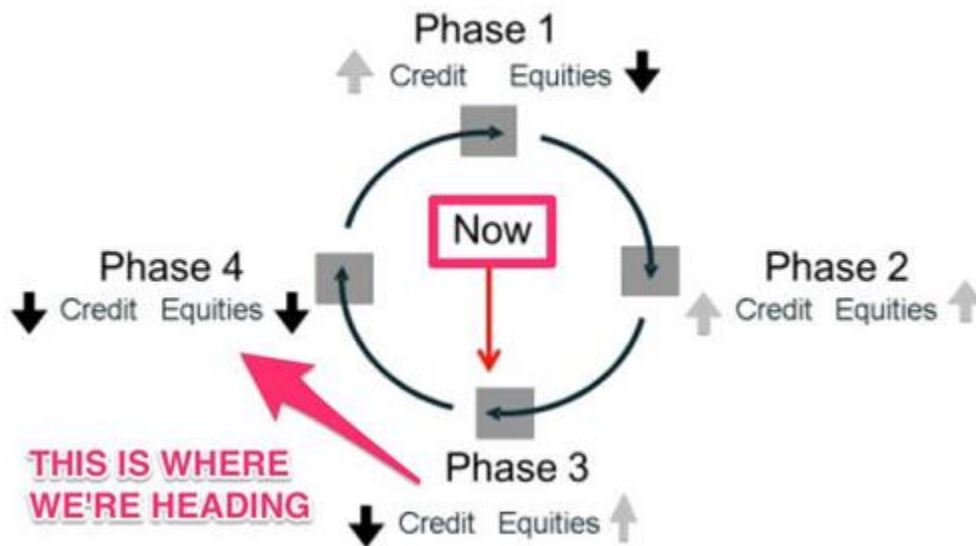 Phase 1
Credit Equities
Now
Phase 4
Credit Equities
Phase 2
Credit Equities
THIS IS WHERE
WE'RE HEADING
Phase 3
Credit Equities